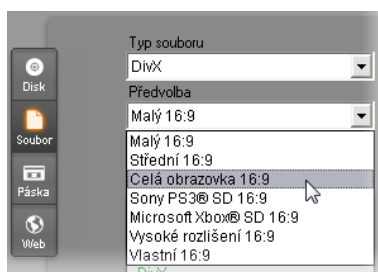 Typ souboru
DivX
Disk
Předvolba
Malý 16:9
Soubor
Malý 16:9
Střední 16:9
Celá obrazovka 16:9
Páska
Sony PS3® SD 16:9
Microsoft Xbox® SD 16:9
Web
Vysoké rozlišení 16:9
Vlastní 16:9
DivX